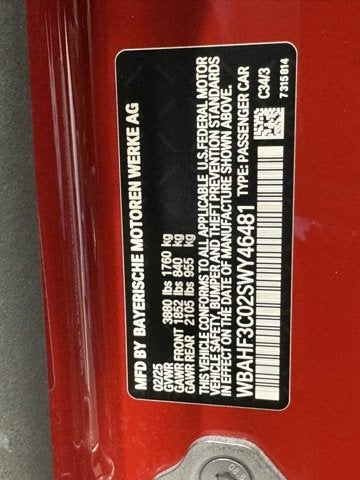 MFD BY BAYERISCHE MOTOREN WERKE AG
02/25
GVWR 3880 lbs 1760 kg
GAWR FRONT 1852 lbs 840 kg
GAWR REAR 2105 lbs 955 kg
THIS VEHICLE CONFORMS TO ALL APPLICABLE U.S. FEDERAL MOTOR
VEHICLE SAFETY, BUMPER AND THEFT PREVENTION STANDARDS
IN EFFECT ON THE DATE OF MANUFACTURE SHOWN ABOVE.
WBAHF3C02SWY46481 TYPE: PASSENGER CAR
C34/3
7315814